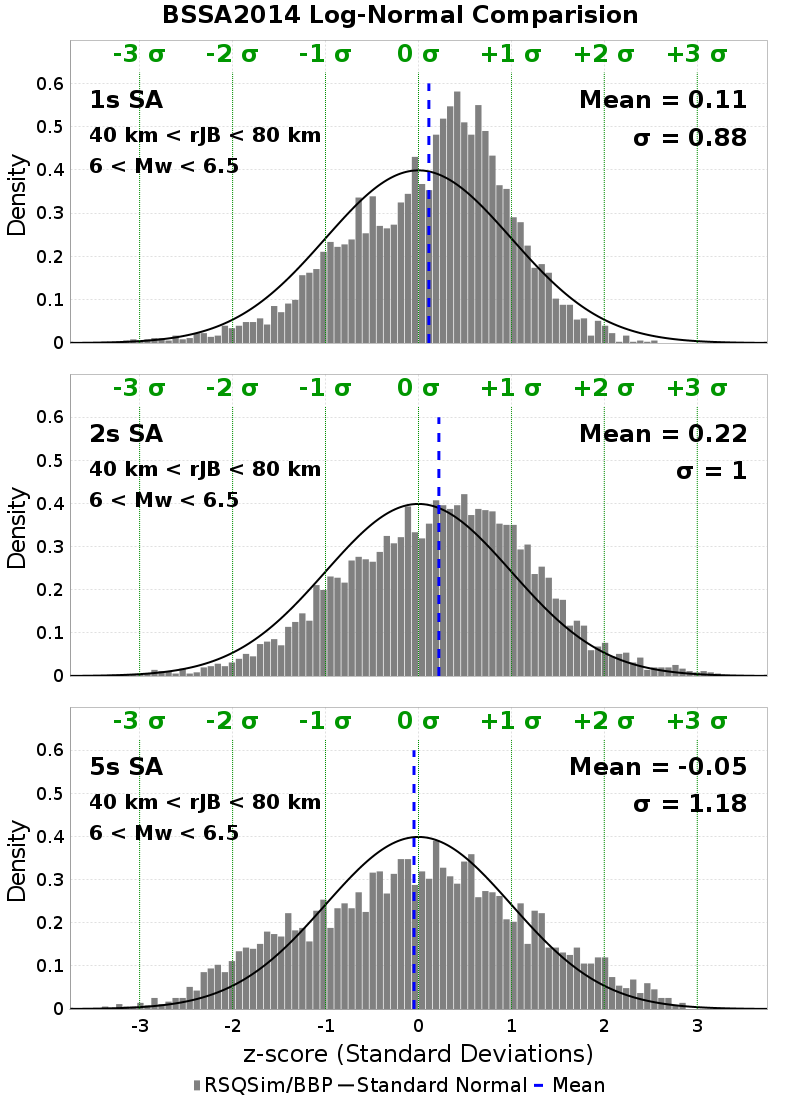 BSSA2014 Log-Normal Comparision
-3 σ -2 σ -1 σ 0 σ +1 σ +2 σ +3 σ
1s SA Mean = 0.11
40 km < rJB < 80 km σ = 0.88
6 < Mw < 6.5
Density
0.6
0.5
0.4
0.3
0.2
0.1
0
-3 σ -2 σ -1 σ 0 σ +1 σ +2 σ +3 σ
2s SA Mean = 0.22
40 km < rJB < 80 km σ = 1
6 < Mw < 6.5
Density
0.6
0.5
0.4
0.3
0.2
0.1
0
-3 σ -2 σ -1 σ 0 σ +1 σ +2 σ +3 σ
5s SA Mean = -0.05
40 km < rJB < 80 km σ = 1.18
6 < Mw < 6.5
Density
0.6
0.5
0.4
0.3
0.2
0.1
0
-3 -2 -1 0 1 2 3
z-score (Standard Deviations)
RSQSim/BBP Standard Normal Mean